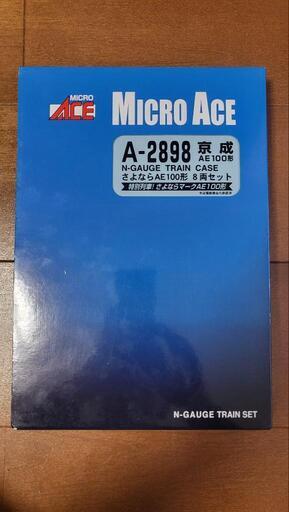 MICRO
ACE
MICRO ACE
A-2898 京成
AE100形
N-GAUGE TRAIN CASE
さよならAE100形 8両セット
特別列車!さよならマークAE100形
N-GAUGE TRAIN SET